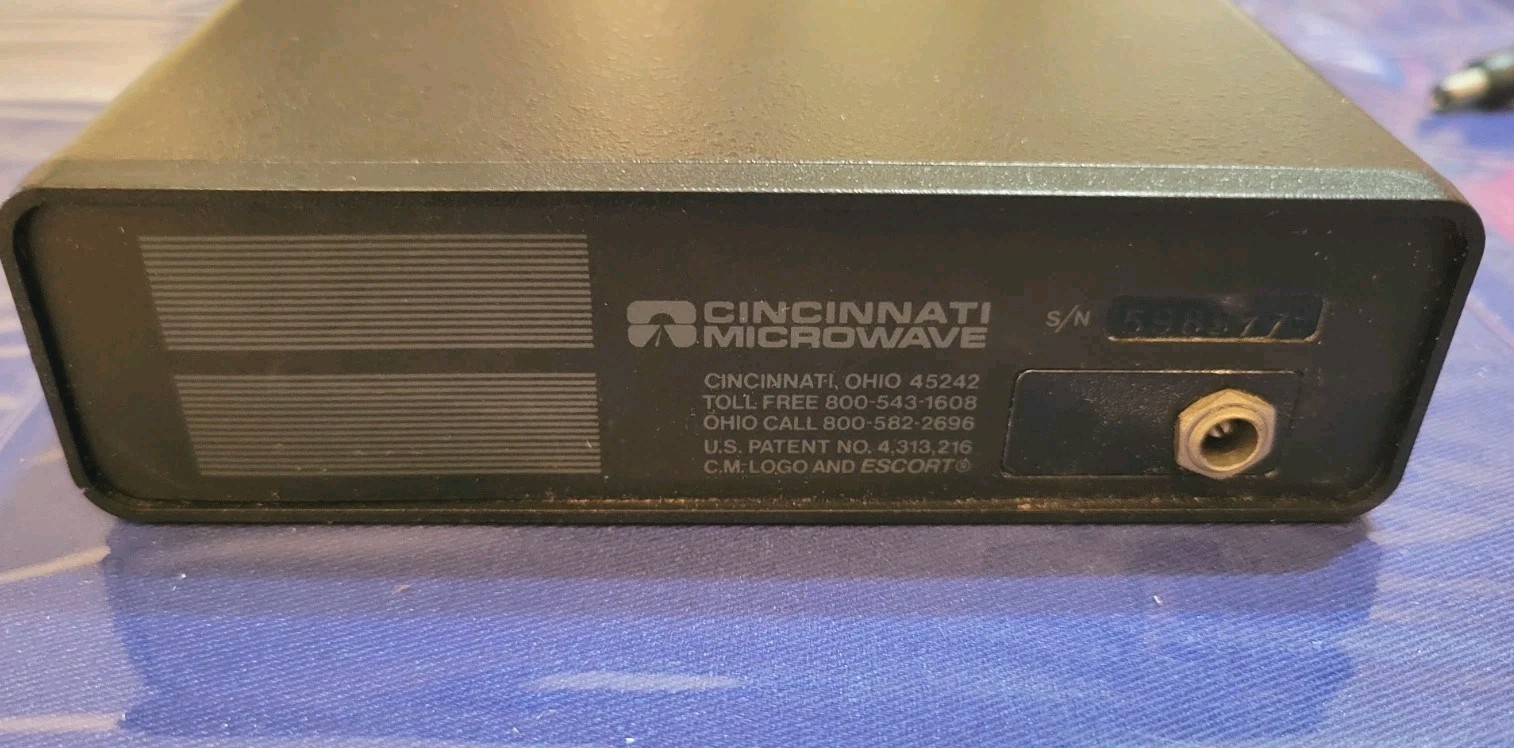 CINCINNATI
MICROWAVE
S/N
CINCINNATI, OHIO 45242
TOLL FREE 800-543-1608
OHIO CALL 800-582-2696
U.S. PATENT NO. 4,313,216
C.M. LOGO AND ESCORT®